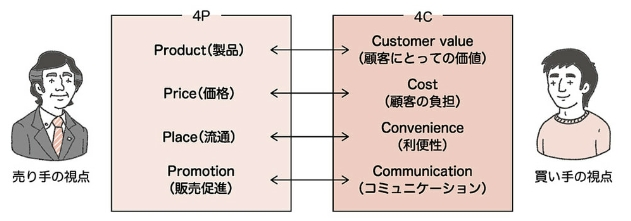 4P
4C
Product(製品)
Customer value
(顧客にとっての価値)
Price(価格)
Cost
(顧客の負担)
Place(流通)
Convenience
(利便性)
Promotion
(販売促進)
Communication
(コミュニケーション)
売り手の視点
買い手の視点